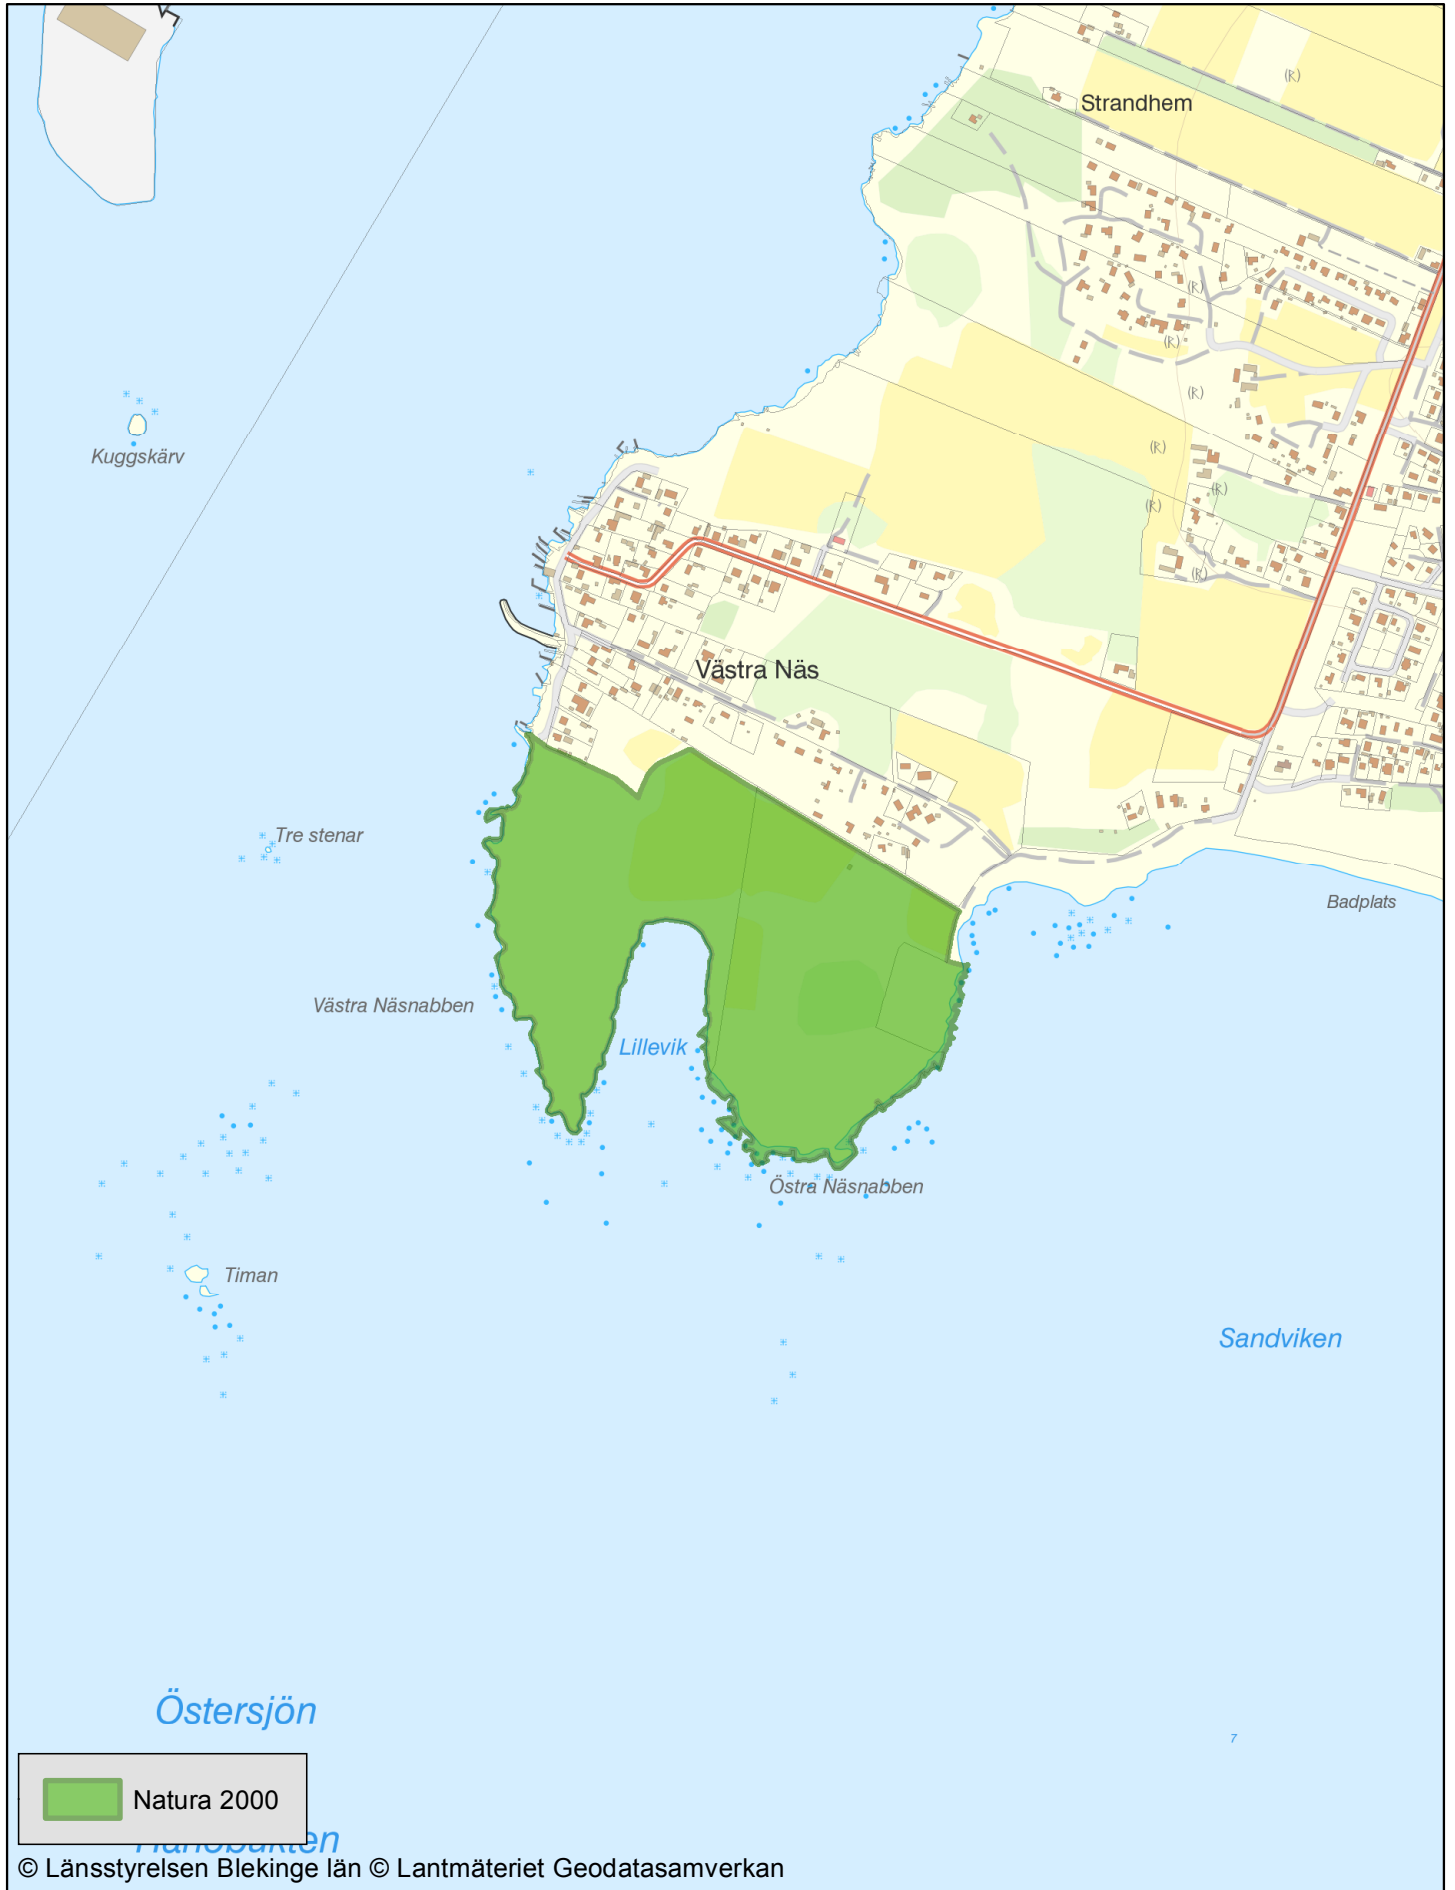 (R)
Strandhem
(R)
(R)
(R)
Kuggskärv
(R)
(R)
(R)
(R)
Västra Näs
Tre stenar
Badplats
Västra Näsnabben
Lillevik
Östra Näsnabben
Timan
Sandviken
Östersjön
7
Natura 2000
© Länsstyrelsen Blekinge län © Lantmäteriet Geodatasamverkan